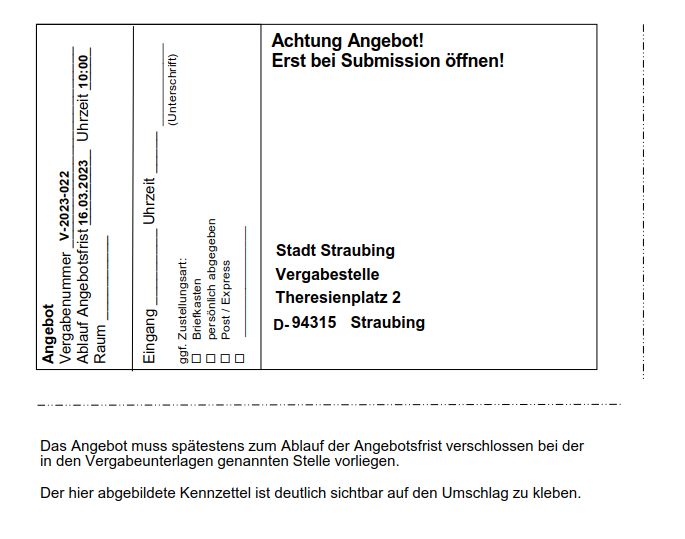 Angebot
Vergabenummer V-2023-022
Ablauf Angebotsfrist 16.03.2023 Uhrzeit 10:00
Raum
Eingang Uhrzeit
(Unterschrift)
ggf. Zustellungsart:
☐ Briefkasten
☐ persönlich abgegeben
☐ Post / Express
☐
Achtung Angebot!
Erst bei Submission öffnen!
Stadt Straubing
Vergabestelle
Theresienplatz 2
D-94315 Straubing
Das Angebot muss spätestens zum Ablauf der Angebotsfrist verschlossen bei der
in den Vergabeunterlagen genannten Stelle vorliegen.
Der hier abgebildete Kennzettel ist deutlich sichtbar auf den Umschlag zu kleben.